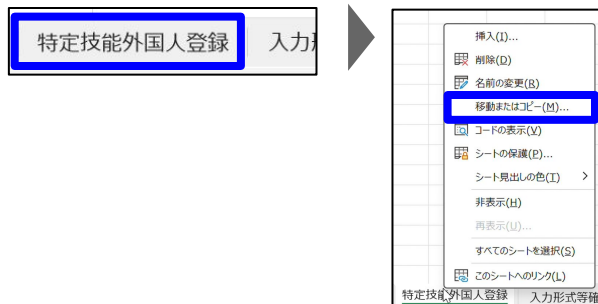 特定技能外国人登録 入力
挿入(I)...
削除(D)
名前の変更(R)
移動またはコピー(M)...
コードの表示(V)
シートの保護(P)...
シート見出しの色(T) >
非表示(H)
再表示(U)...
すべてのシートを選択(S)
このシートへのリンク(L)
特定技能外国人登録 入力形式等確